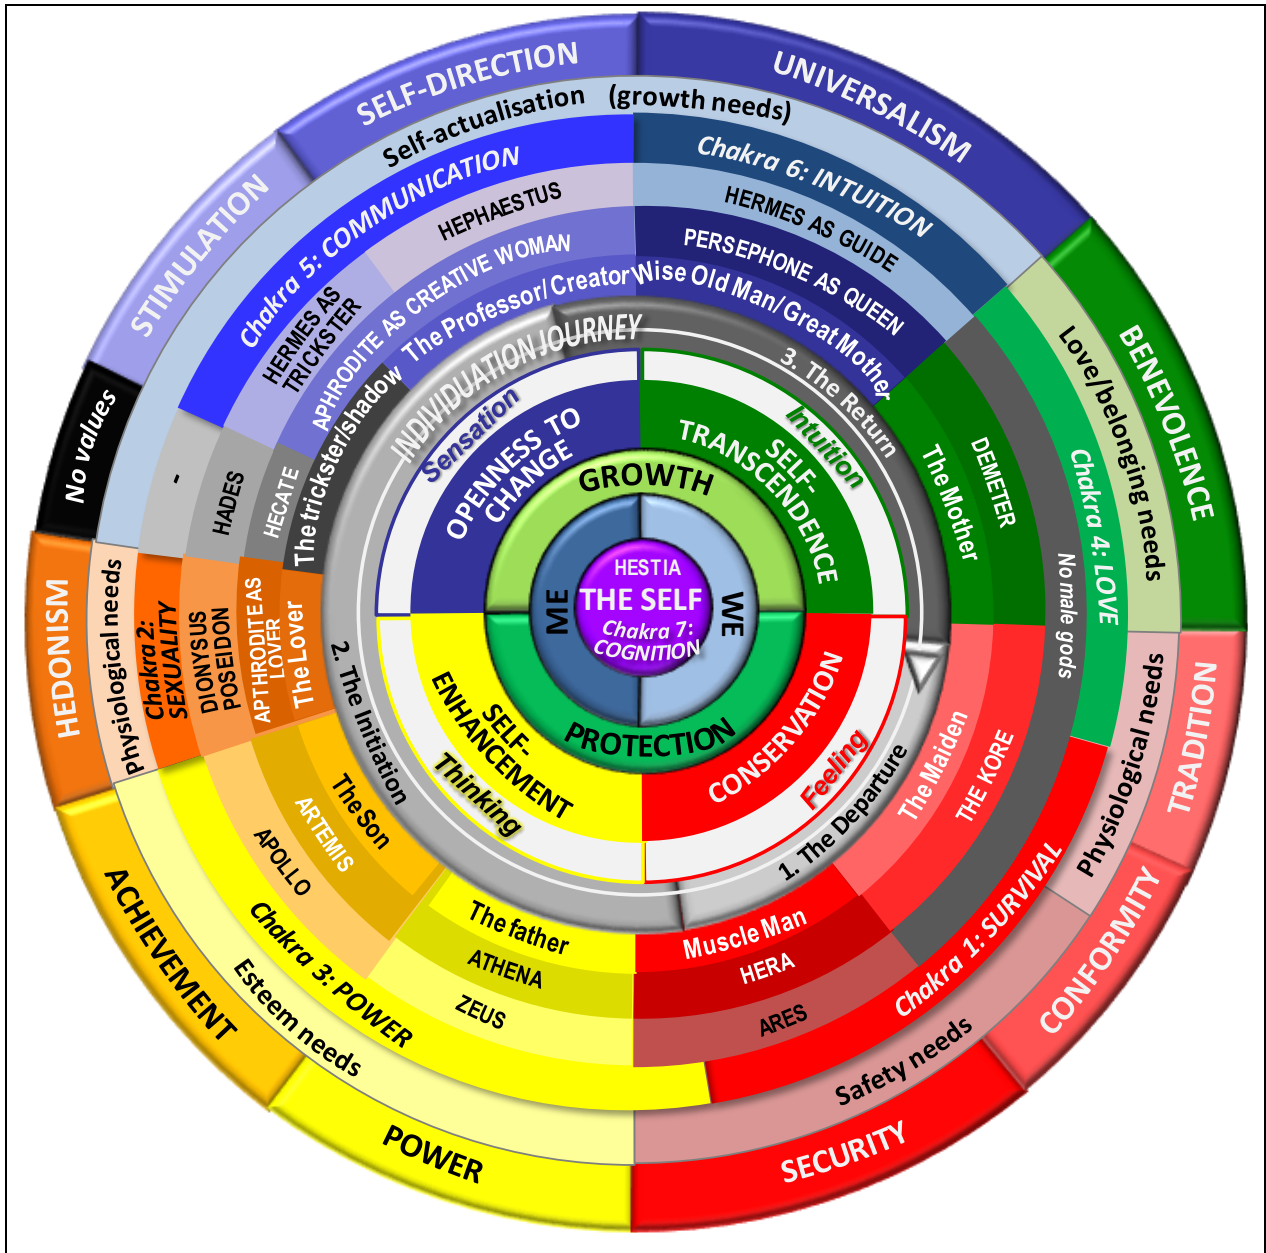 SELF-DIRECTION
UNIVERSALISM
BENEVOLENCE
TRADITION
CONFORMITY
SECURITY
POWER
ACHIEVEMENT
HEDONISM
No values
STIMULATION
Self-actualisation (growth needs)
Love/belonging needs
Physiological needs
Safety needs
Esteem needs
Physiological needs
Chakra 5: COMMUNICATION
Chakra 6: INTUITION
Chakra 4: LOVE
Chakra 1: SURVIVAL
Chakra 3: POWER
Chakra 2:
SEXUALITY
-
HEPHAESTUS
HERMES AS GUIDE
No male gods
ARES
ZEUS
APOLLO
DIONYSUS
POSEIDON
HADES
HERMES AS
TRICKSTER
APHRODITE AS CREATIVE WOMAN
PERSEPHONE AS QUEEN
DEMETER
THE KORE
HERA
ATHENA
ARTEMIS
APTHRODITE AS
LOVER
HECATE
The Professor/ Creator
Wise Old Man/ Great Mother
The Mother
The Maiden
Muscle Man
The father
The Son
The Lover
The trickster/shadow
INDIVIDUATION JOURNEY
3. The Return
1. The Departure
2. The Initiation
Sensation
Intuition
Feeling
Thinking
OPENNESS TO
CHANGE
SELF-
TRANSCENDENCE
CONSERVATION
SELF-
ENHANCEMENT
GROWTH
PROTECTION
ME
WE
HESTIA
THE SELF
Chakra 7:
COGNITION